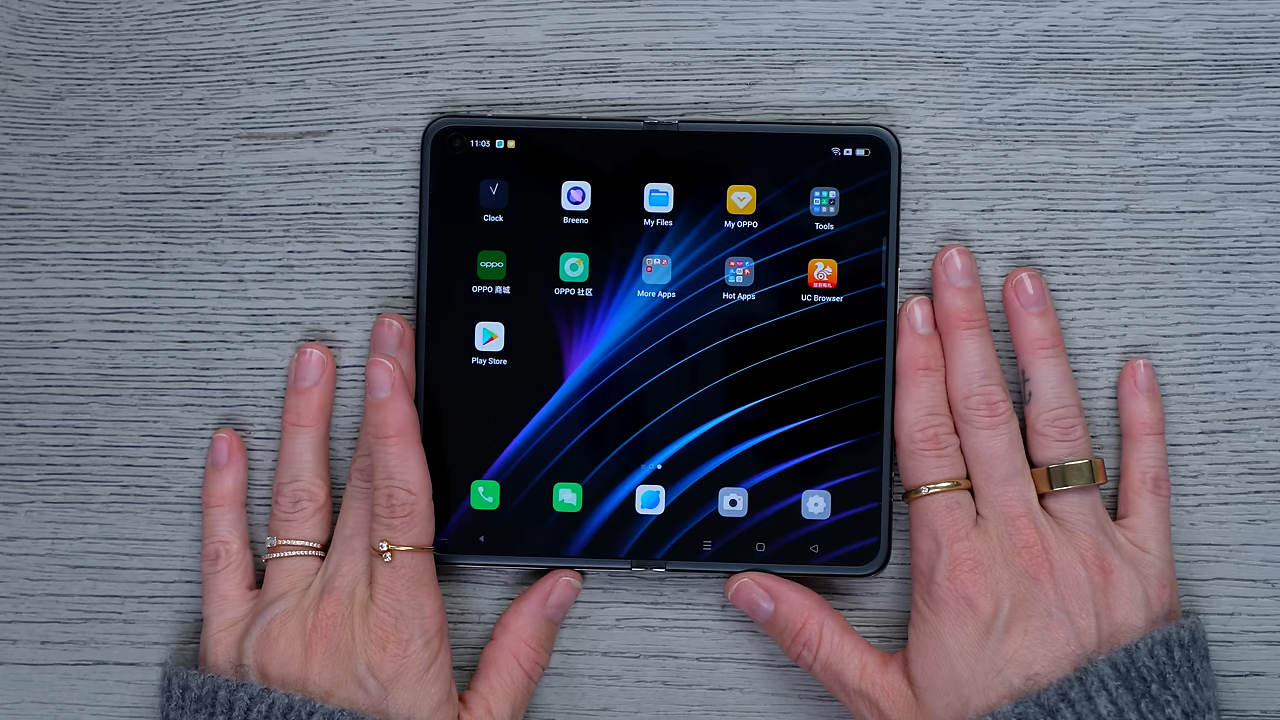 11:03
Clock
Breeno
My Files
My OPPO
Tools
oppo
OPPO 商城
OPPO 社区
More Apps
Hot Apps
UC Browser
Play Store